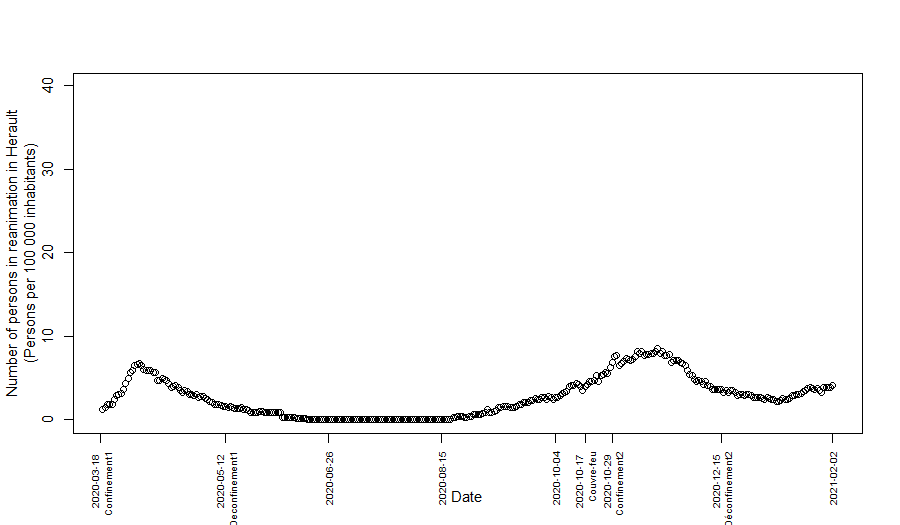 Number of persons in reanimation in Herault
(Persons per 100 000 inhabitants)
40
30
20
10
0
2020-03-18
Confinement1
2020-05-12
Deconfinement1
2020-06-26
2020-08-15
2020-10-04
2020-10-17
Couvre-feu
2020-10-29
Confinement2
2020-12-15
Déconfinement2
2021-02-02
Date